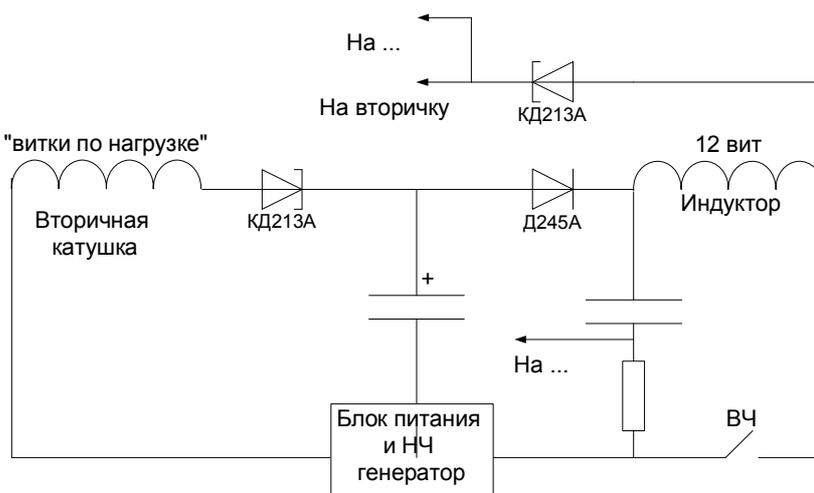 На ...
На вторичку
КД213А
"витки по нагрузке"
12 вит
Вторичная
катушка
КД213А
Д245А
Индуктор
+
На ...
Блок питания
и НЧ
генератор
ВЧ